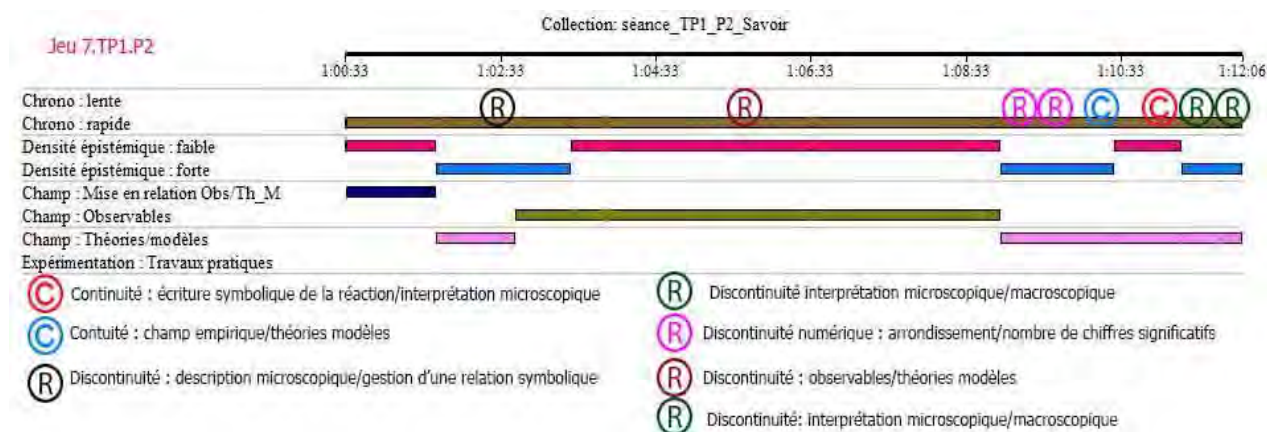 Collection: séance_TP1_P2_Savoir
Jeu 7.TP1.P2
1:00:33 1:02:33 1:04:33 1:06:33 1:08:33 1:10:33 1:12:06
Chrono : lente
R R R R C C R R
Chrono : rapide
Densité épistémique : faible
Densité épistémique : forte
Champ : Mise en relation Obs/Th_M
Champ : Observables
Champ : Théories/modèles
Expérimentation : Travaux pratiques
C Continuité : écriture symbolique de la réaction/interprétation microscopique
C Contuité : champ empirique/théories modèles
R Discontinuité : description microscopique/gestion d'une relation symbolique
R Discontinuité interprétation microscopique/macroscopique
R Discontinuité numérique : arrondissement/nombre de chiffres significatifs
R Discontinuité : observables/théories modèles
R Discontinuité: interprétation microscopique/macroscopique